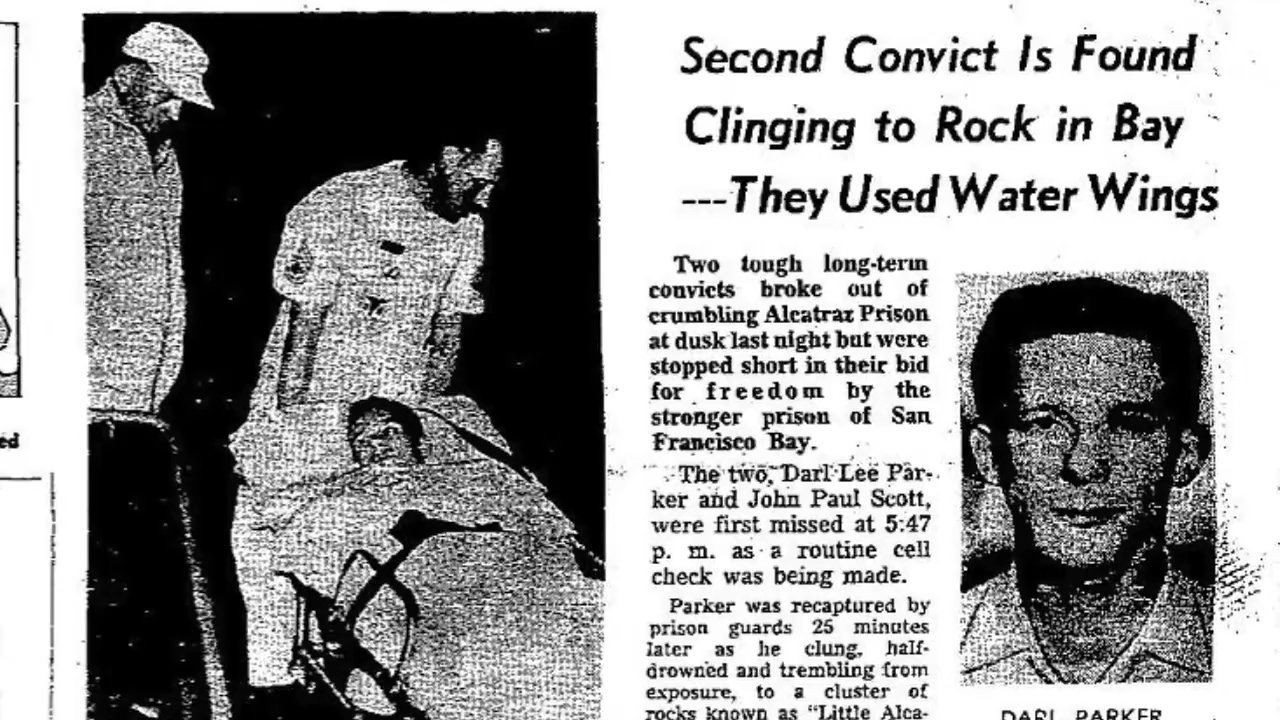 Second Convict Is Found
Clinging to Rock in Bay
---They Used Water Wings
Two tough long-term
convicts broke out of
crumbling Alcatraz Prison
at dusk last night but were
stopped short in their bid
for freedom by the
stronger prison of San
Francisco Bay.
The two, Darl Lee Par-
ker and John Paul Scott,
were first missed at 5:47
p. m. as a routine cell
check was being made.
Parker was recaptured by
prison guards 25 minutes
later as he clung, half-
drowned and trembling from
exposure, to a cluster of
rocks known as "Little Alca-
DARL PARKER
ed